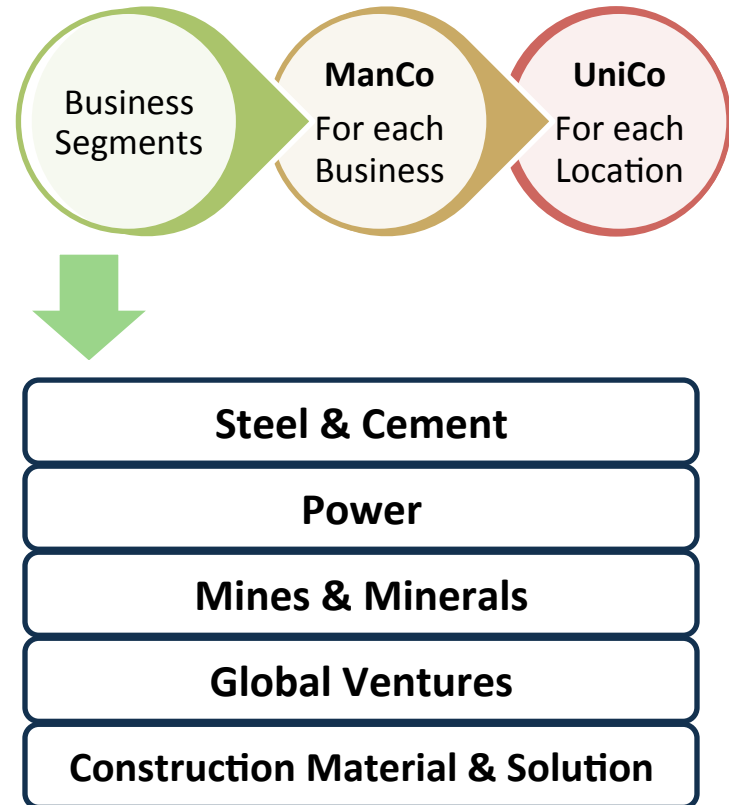 Business
Segments
ManCo
For each
Business
UniCo
For each
Location
Steel & Cement
Power
Mines & Minerals
Global Ventures
Construction Material & Solution